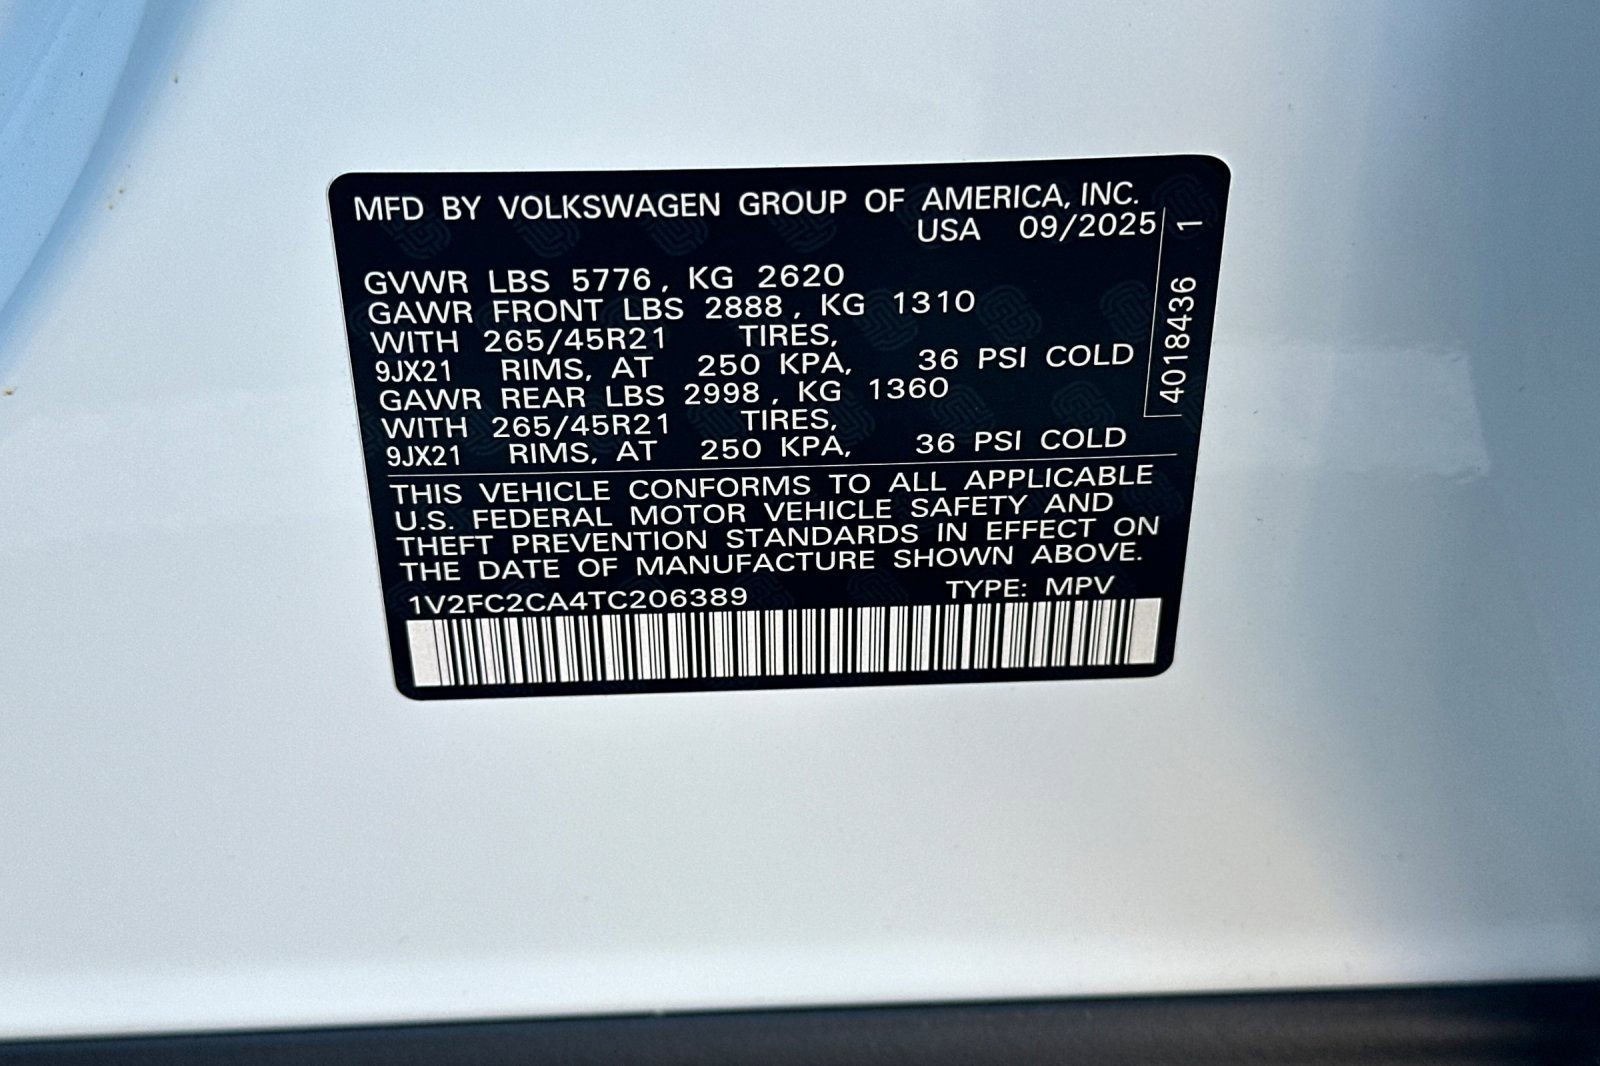 MFD BY VOLKSWAGEN GROUP OF AMERICA, INC.
USA 09/2025
GVWR LBS 5776, KG 2620
GAWR FRONT LBS 2888, KG 1310
WITH 265/45R21 TIRES,
9JX21 RIMS, AT 250 KPA, 36 PSI COLD
GAWR REAR LBS 2998, KG 1360
WITH 265/45R21 TIRES,
9JX21 RIMS, AT 250 KPA, 36 PSI COLD
4018436 1
THIS VEHICLE CONFORMS TO ALL APPLICABLE
U.S. FEDERAL MOTOR VEHICLE SAFETY AND
THEFT PREVENTION STANDARDS IN EFFECT ON
THE DATE OF MANUFACTURE SHOWN ABOVE.
1V2FC2CA4TC206389 TYPE: MPV